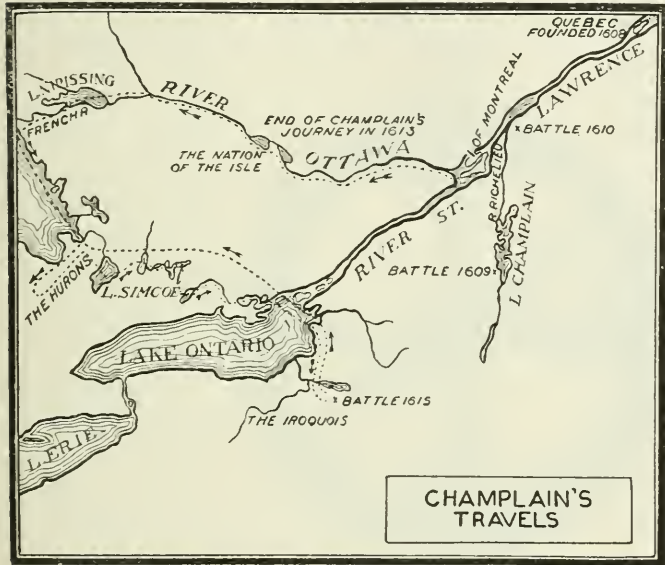 QUEBEC
FOUNDED 1608
LAWRENCE
L.NIPISSING
RIVER
OF MONTREAL
FRENCH R
END OF CHAMPLAIN'S
JOURNEY IN 1613
×BATTLE 1610
THE NATION
OF THE ISLE
OTTAWA
R. RICHELIEU
RIVER ST.
L CHAMPLAIN
THE HURONS
L. SIMCOE
BATTLE 1609×
LAKE ONTARIO
× BATTLE 1615
THE IROQUOIS
L. ERIE
CHAMPLAIN'S
TRAVELS